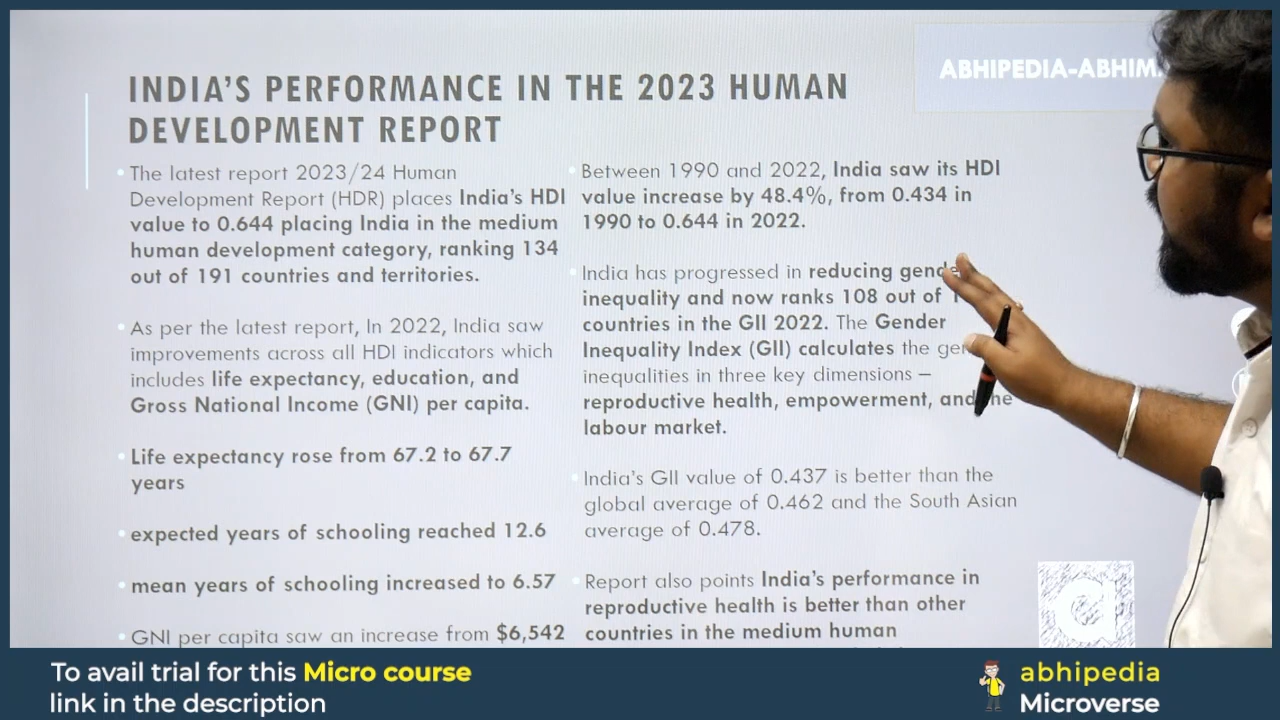 INDIA'S PERFORMANCE IN THE 2023 HUMAN
DEVELOPMENT REPORT
ABHIPEDIA-ABHIM
• The latest report 2023/24 Human
Development Report (HDR) places India's HDI
value to 0.644 placing India in the medium
human development category, ranking 134
out of 191 countries and territories.
• As per the latest report, In 2022, India saw
improvements across all HDI indicators which
includes life expectancy, education, and
Gross National Income (GNI) per capita.
• Life expectancy rose from 67.2 to 67.7
years
• expected years of schooling reached 12.6
• mean years of schooling increased to 6.57
• GNI per capita saw an increase from $6,542
• Between 1990 and 2022, India saw its HDI
value increase by 48.4%, from 0.434 in
1990 to 0.644 in 2022.
• India has progressed in reducing gender
inequality and now ranks 108 out of
countries in the GII 2022. The Gender
Inequality Index (GII) calculates the
inequalities in three key dimensions –
reproductive health, empowerment, and the
labour market.
• India's GII value of 0.437 is better than the
global average of 0.462 and the South Asian
average of 0.478.
• Report also points India's performance in
reproductive health is better than other
countries in the medium human
To avail trial for this Micro course
link in the description
abhipedia
Microverse